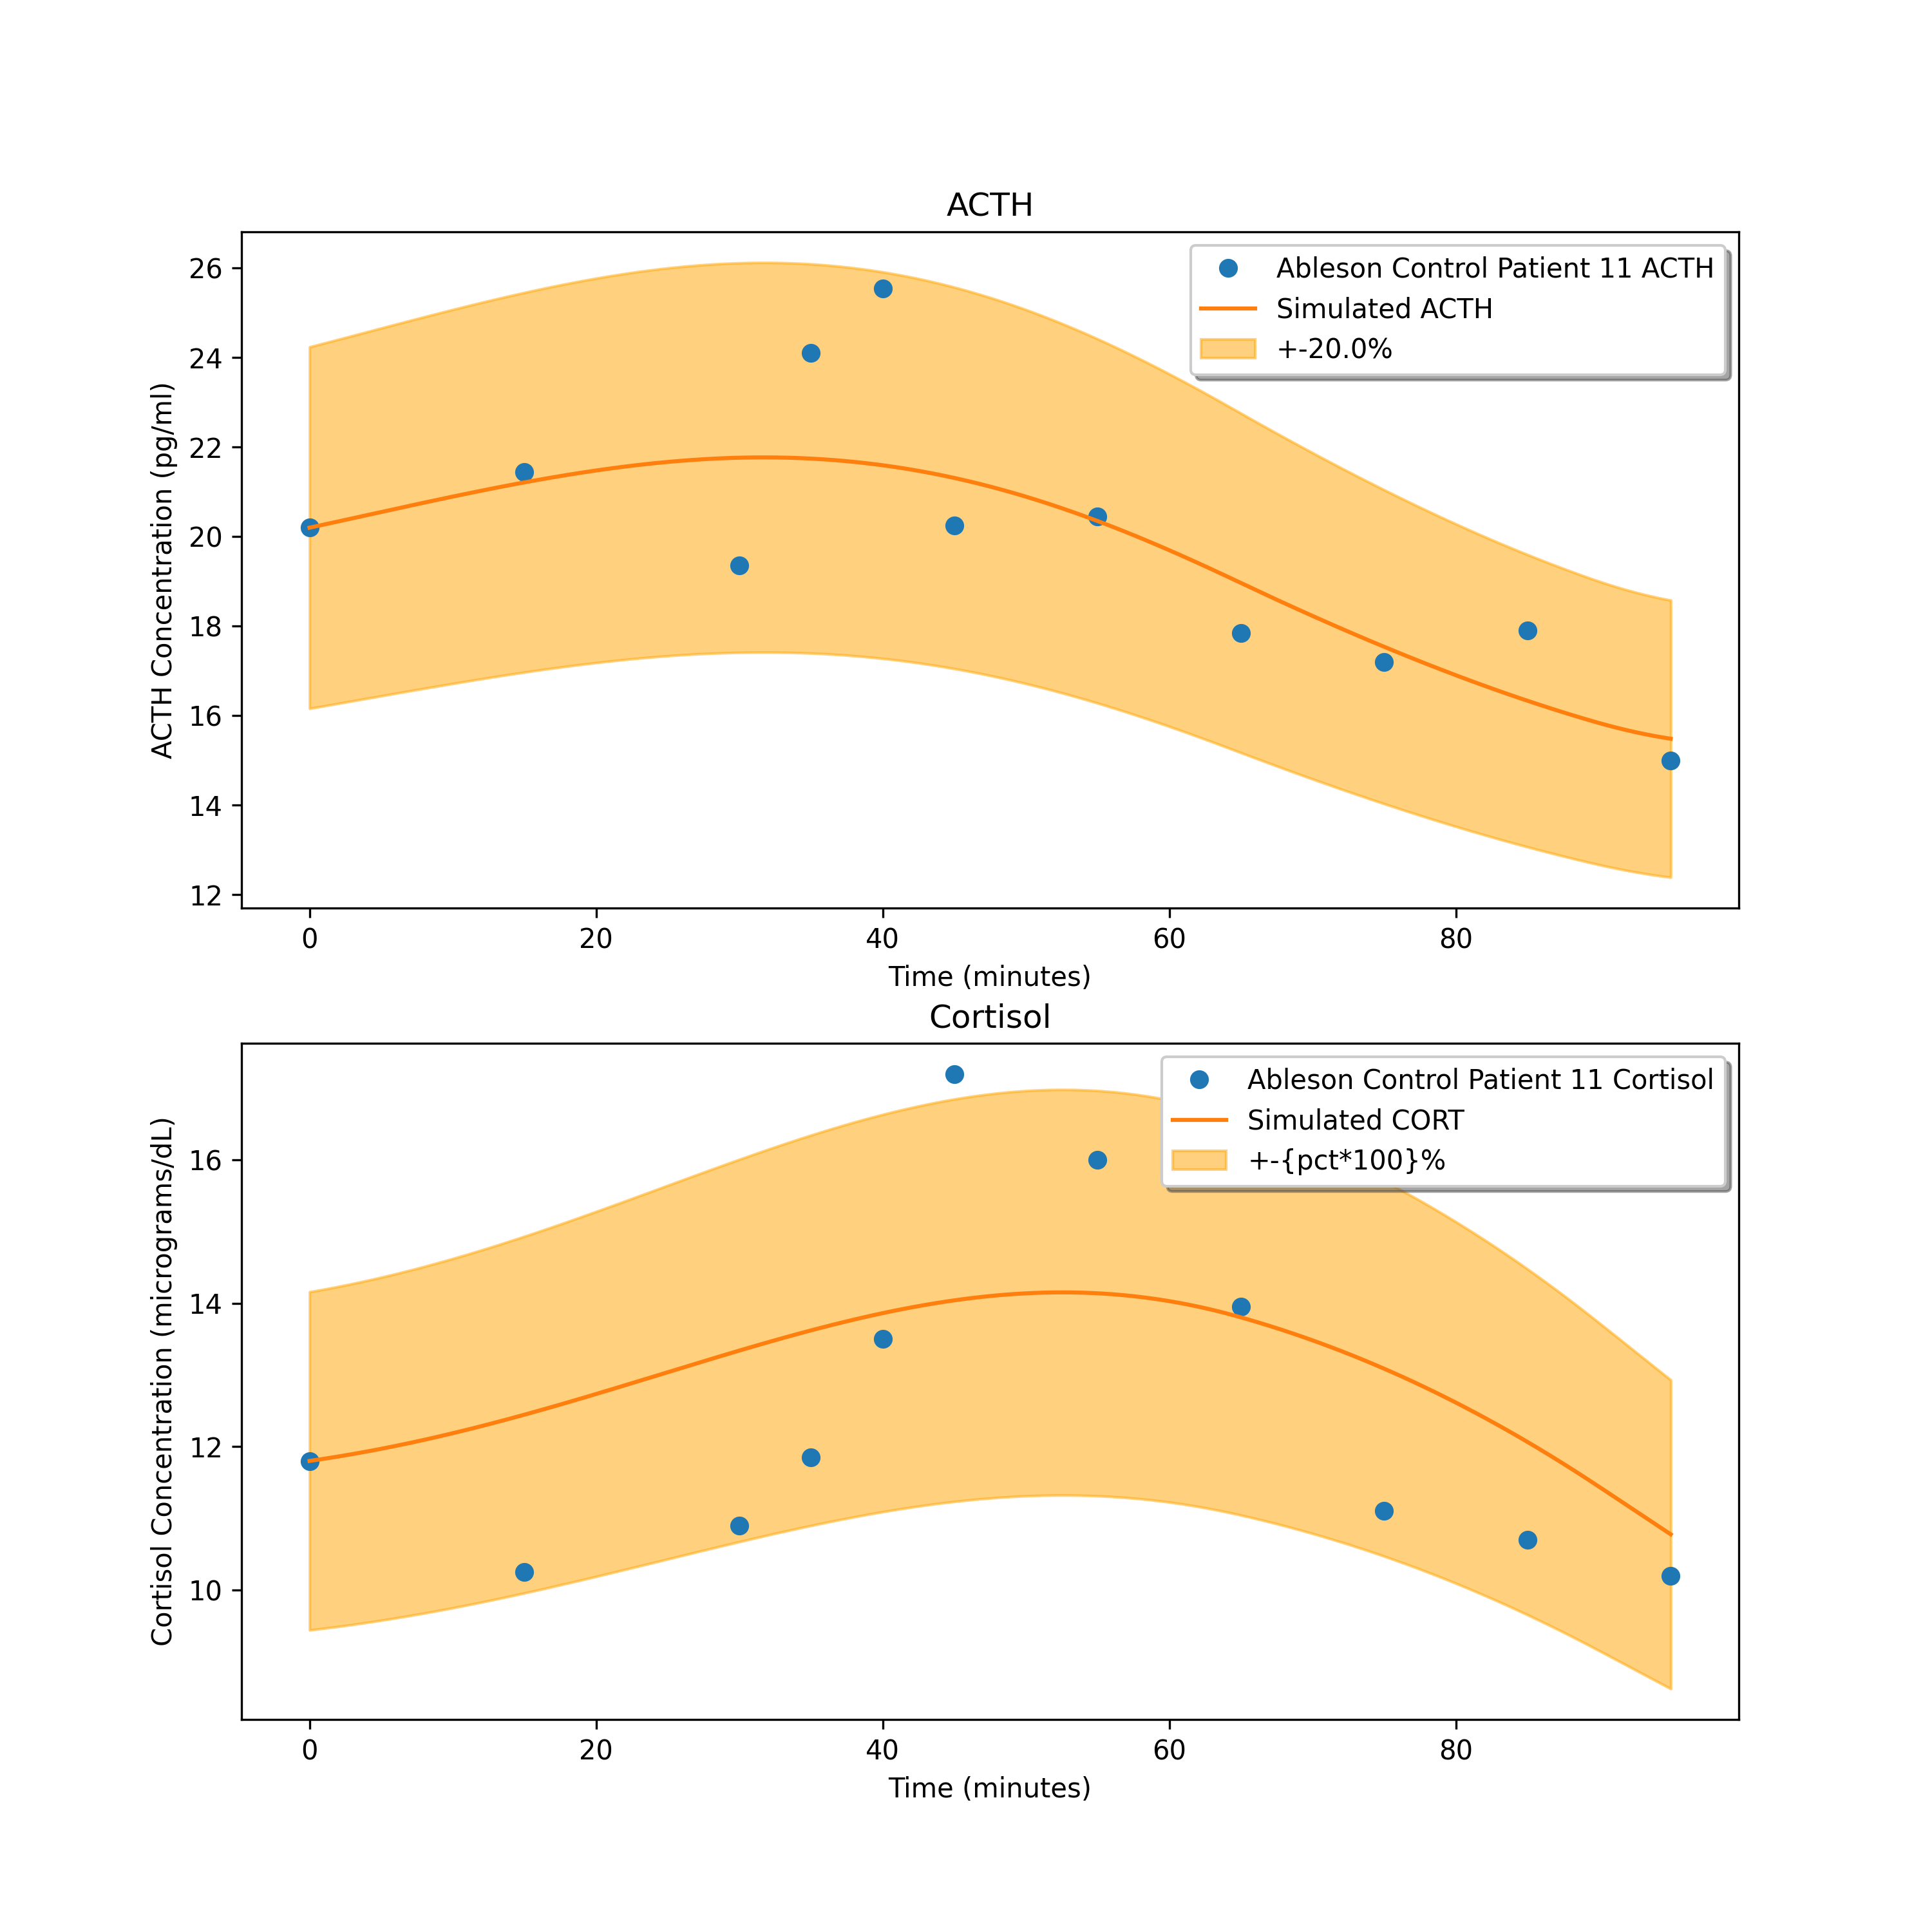 ACTH
26
24
22
20
18
16
14
12
ACTH Concentration (pg/ml)
Ableson Control Patient 11 ACTH
Simulated ACTH
+-20.0%
0 20 40 60 80
Time (minutes)
Cortisol
16
14
12
10
Cortisol Concentration (micrograms/dL)
Ableson Control Patient 11 Cortisol
Simulated CORT
+-{pct*100}%
0 20 40 60 80
Time (minutes)